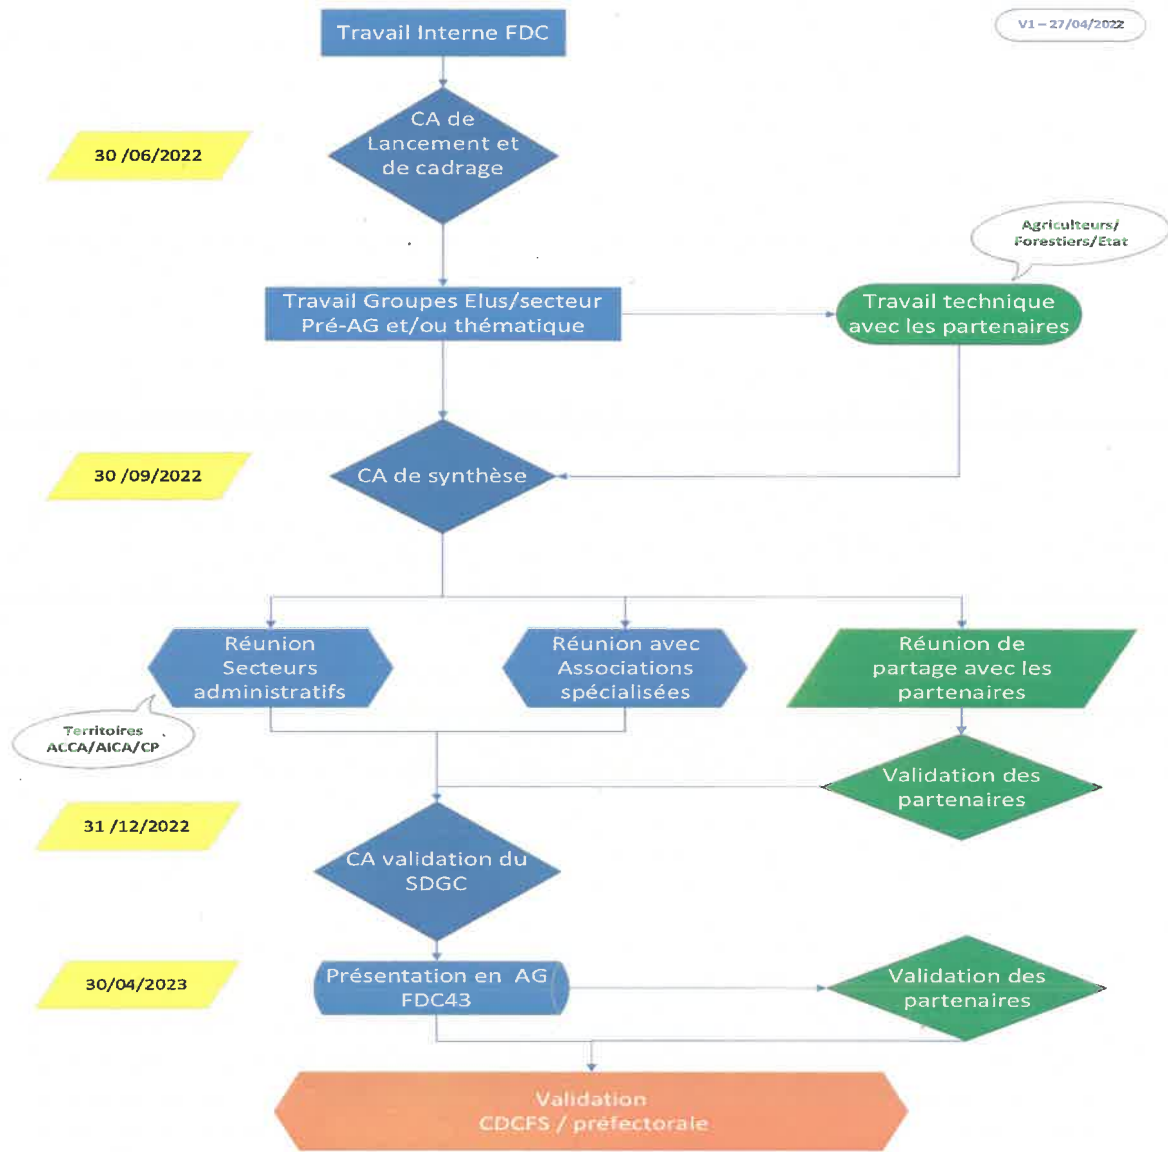 Travail Interne FDC
V1 – 27/04/2022
CA de
Lancement et
de cadrage
30 /06/2022
Agriculteurs/
Forestiers/Etat
Travail Groupes Elus/secteur
Pré-AG et/ou thématique
Travail technique
avec les partenaires
30 /09/2022
CA de synthèse
Réunion
Secteurs
administratifs
Réunion avec
Associations
spécialisées
Réunion de
partage avec les
partenaires
Territoires
ACCA/AICA/CP
Validation des
partenaires
31 /12/2022
CA validation du
SDGC
30/04/2023
Présentation en AG
FDC43
Validation des
partenaires
Validation
CDCFS / préfectorale